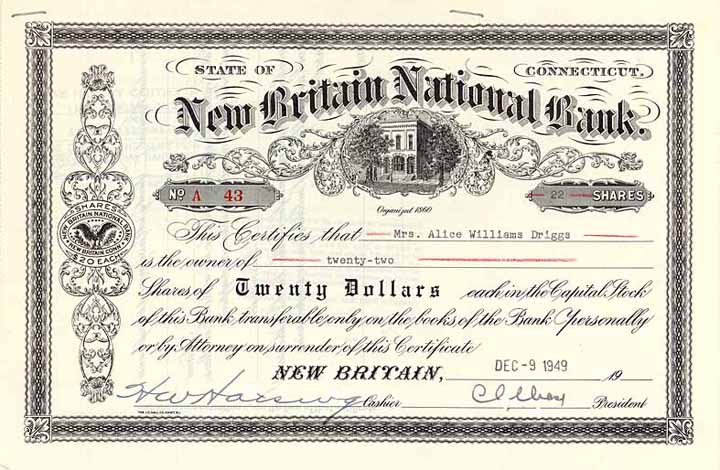 STATE OF CONNECTICUT.
New Britain National Bank.
No A 43
22 SHARES
Organized 1860
SHARES
NEW BRITAIN NATIONAL BANK
NEW BRITAIN CONN.
$20 EACH
This Certifies that Mrs. Alice Williams Driggs
is the owner of twenty-two
Shares of Twenty Dollars each in the Capital Stock
of this Bank transferable only on the books of the Bank personally
or by Attorney on surrender of this Certificate
NEW BRITAIN, DEC -9 1949 19
Cashier President